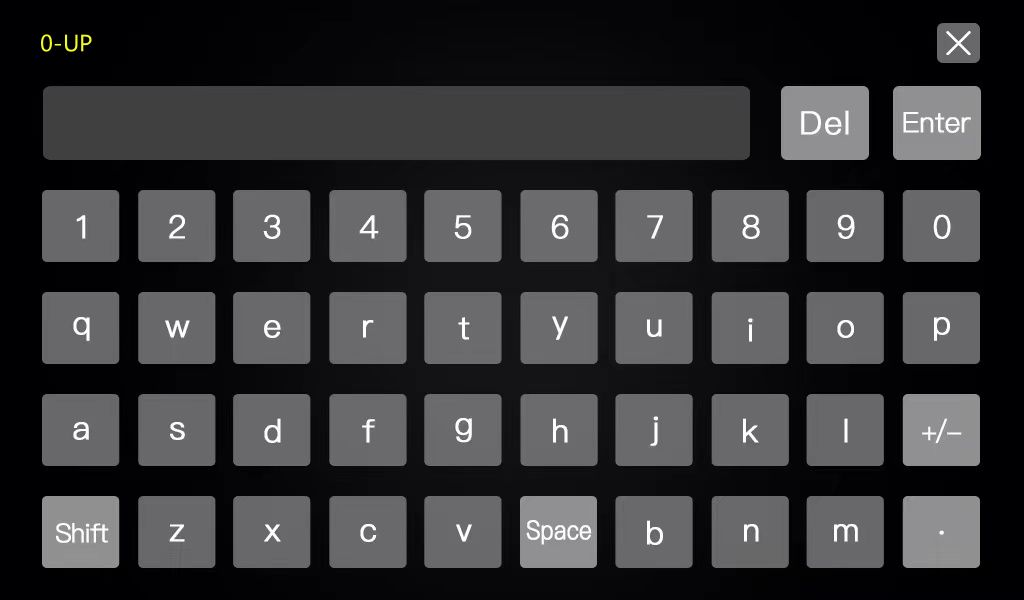 0-UP
Del Enter
1 2 3 4 5 6 7 8 9 0
q w e r t y u i o p
a s d f g h j k l +/−
Shift z x c v Space b n m .